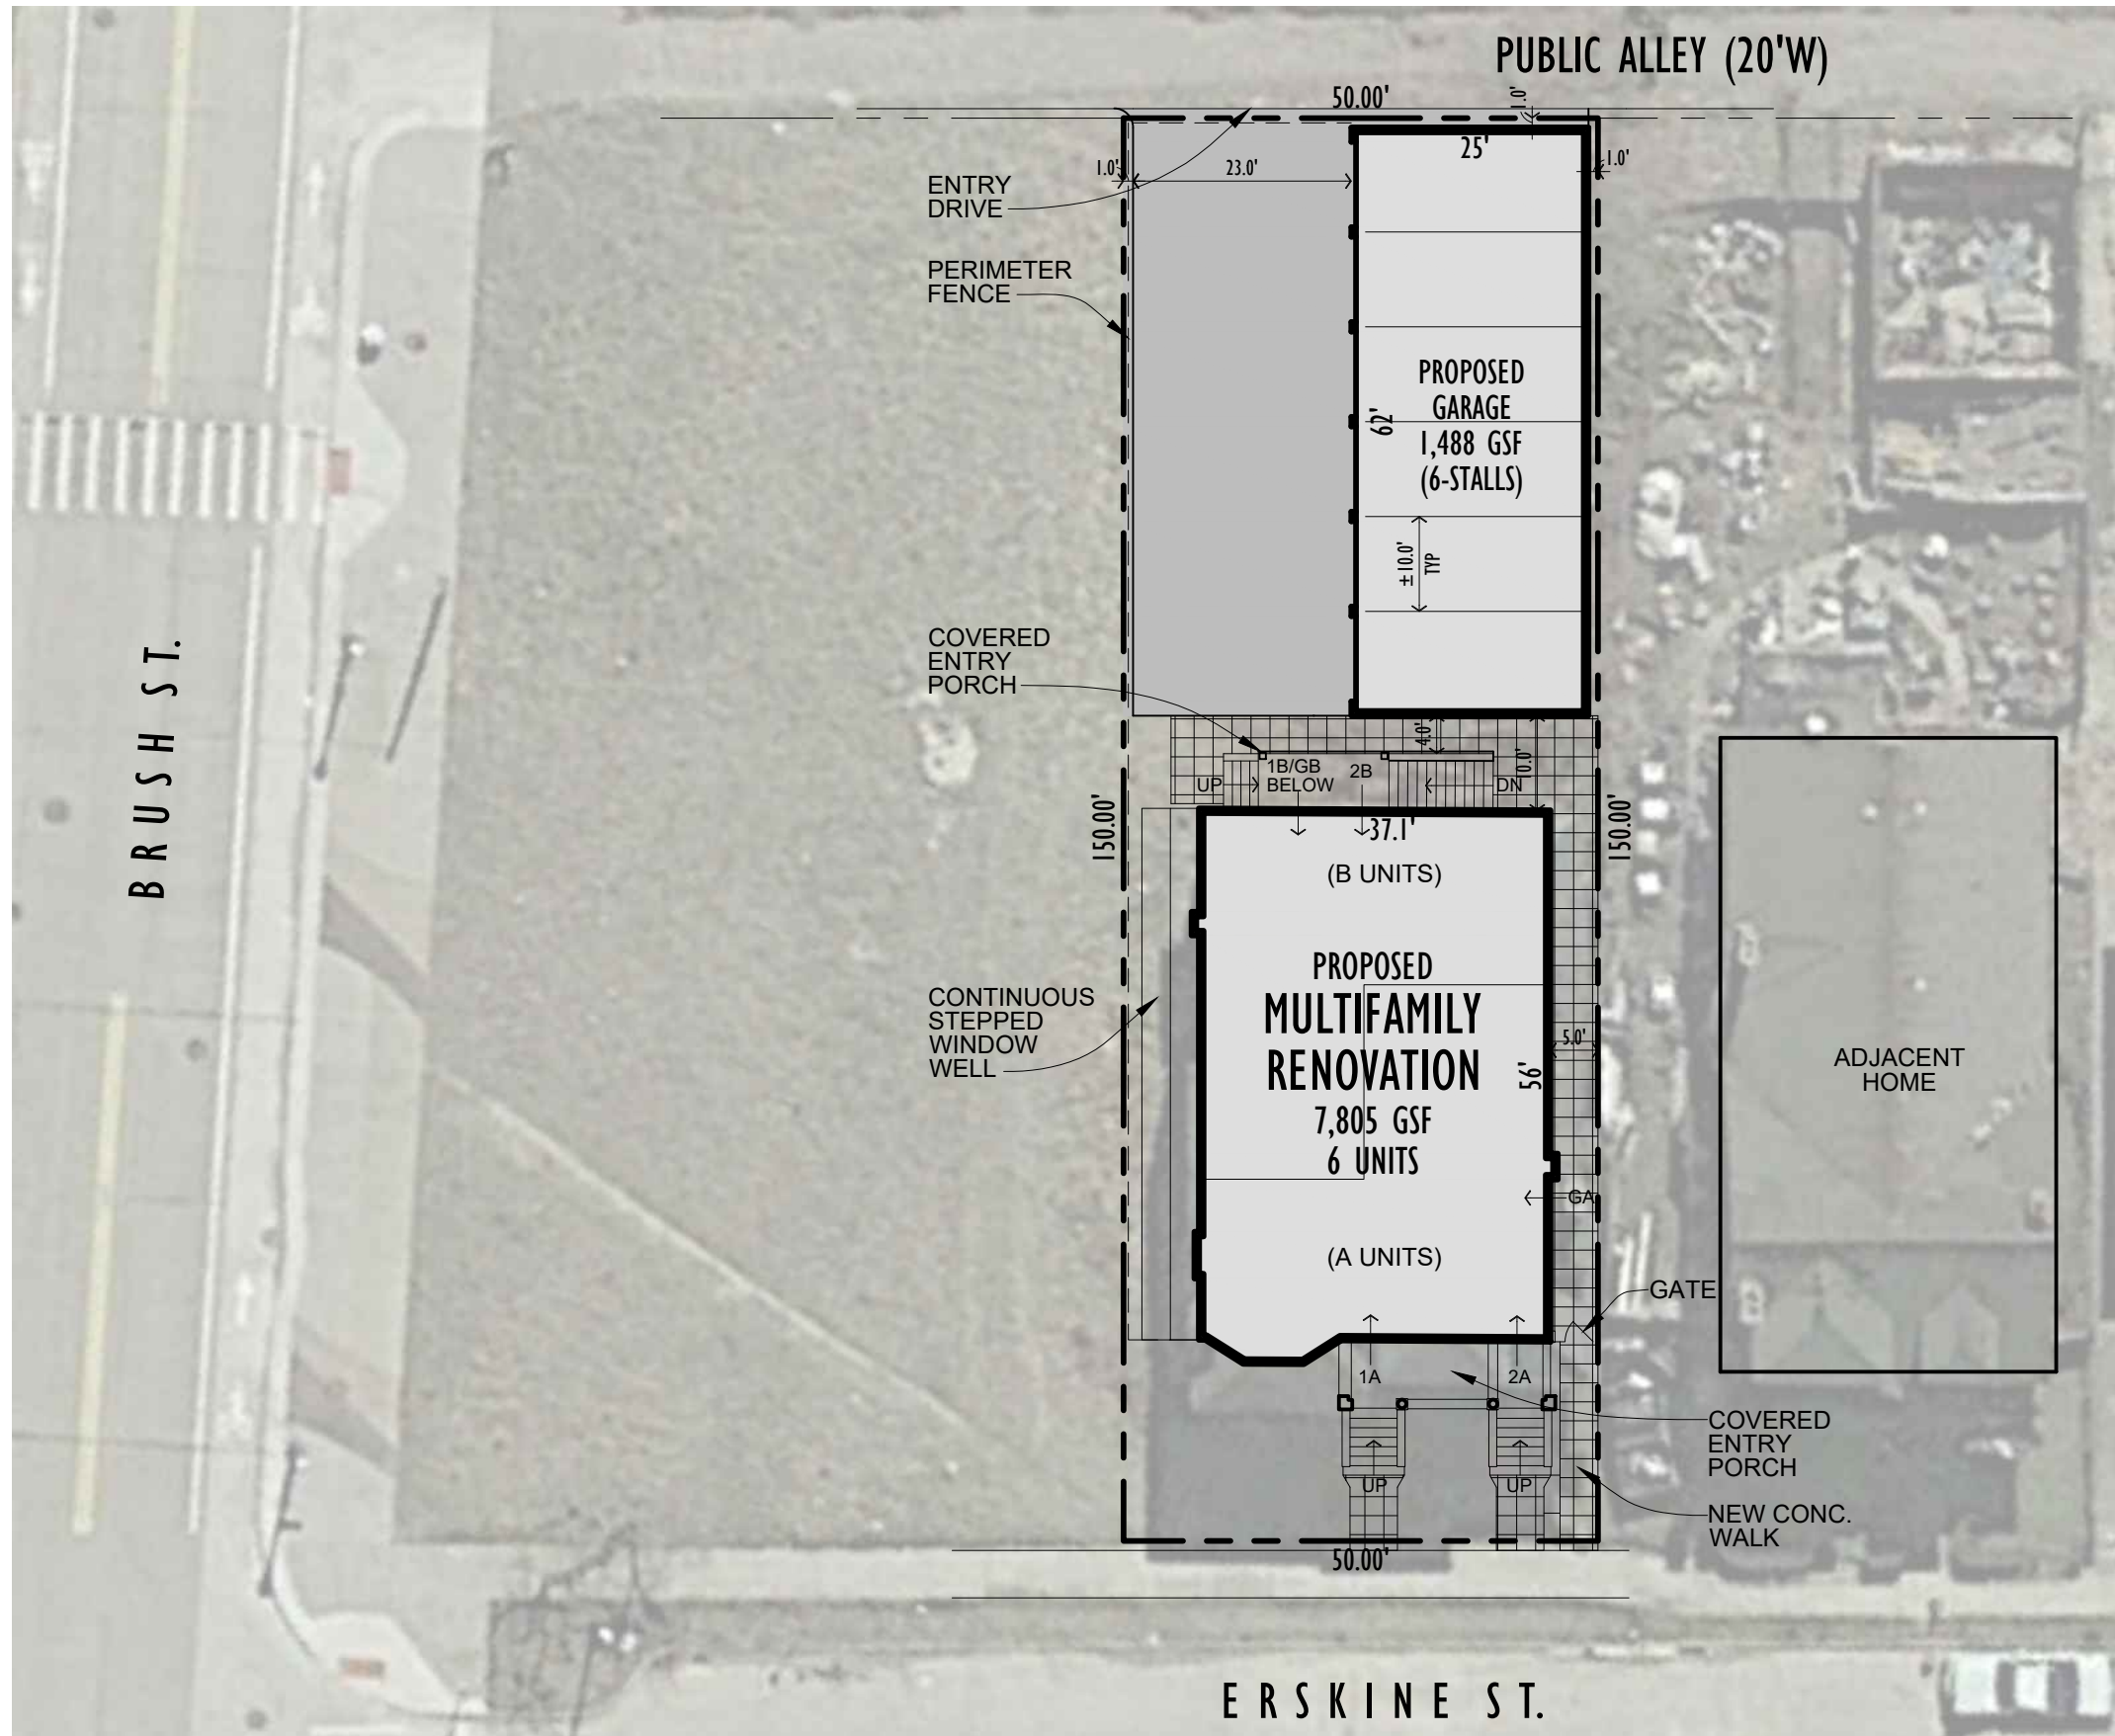 PUBLIC ALLEY (20'W)
50.00'
1.0'
25'
1.0'
23.0'
1.0'
ENTRY
DRIVE
PERIMETER
FENCE
PROPOSED
GARAGE
1,488 GSF
(6-STALLS)
62'
±10.0'
TYP
COVERED
ENTRY
PORCH
4.0'
10.0'
UP
1B/GB
BELOW
2B
DN
BRUSH ST.
150.00'
37.1'
150.00'
(B UNITS)
PROPOSED
MULTIFAMILY
RENOVATION
7,805 GSF
6 UNITS
56'
5.0'
CONTINUOUS
STEPPED
WINDOW
WELL
ADJACENT
HOME
GA
(A UNITS)
GATE
1A
2A
COVERED
ENTRY
PORCH
UP
UP
NEW CONC.
WALK
50.00'
ERSKINE ST.